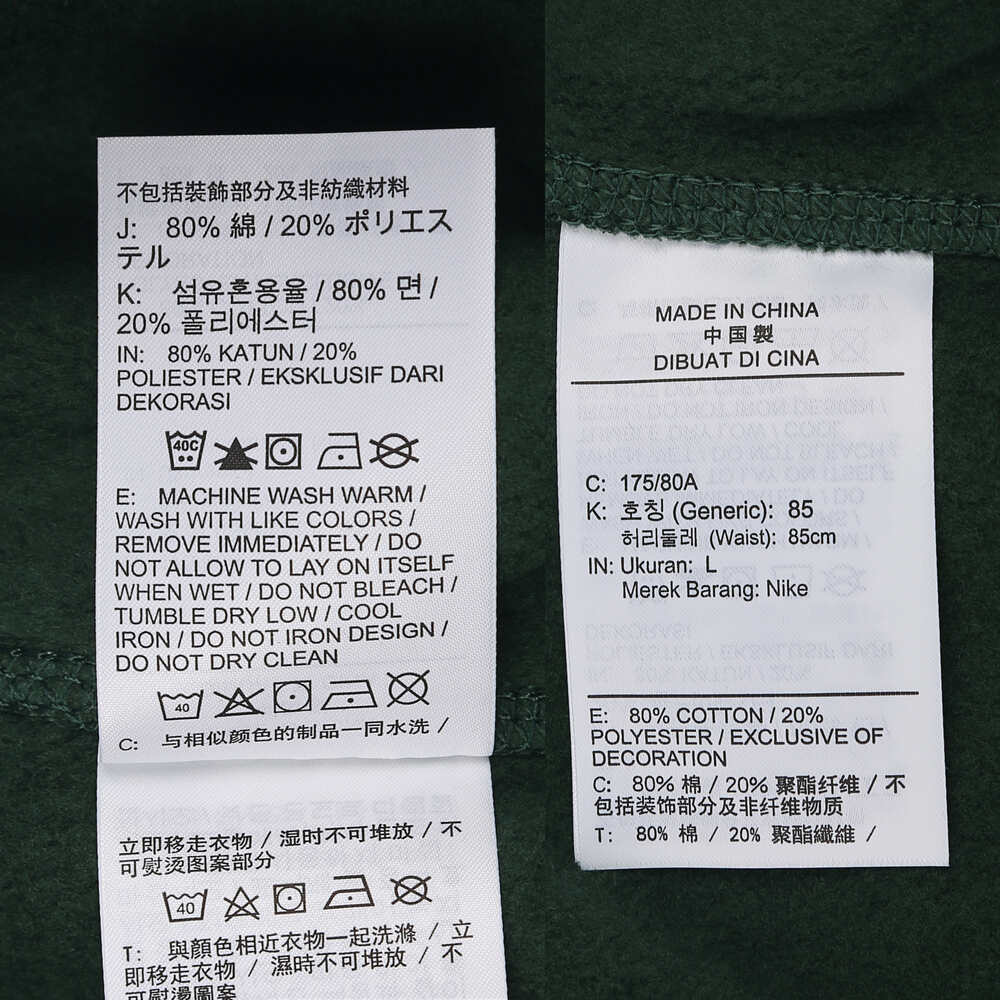 不包括裝飾部分及非紡織材料
J: 80% 綿 / 20% ポリエス
テル
K: 섬유혼용율 / 80% 면 /
20% 폴리에스터
IN: 80% KATUN / 20%
POLIESTER / EKSKLUSIF DARI
DEKORASI
40C
E: MACHINE WASH WARM /
WASH WITH LIKE COLORS /
REMOVE IMMEDIATELY / DO
NOT ALLOW TO LAY ON ITSELF
WHEN WET / DO NOT BLEACH /
TUMBLE DRY LOW / COOL
IRON / DO NOT IRON DESIGN /
DO NOT DRY CLEAN
40
C: 与相似颜色的制品一同水洗 /
立即移走衣物 / 湿时不可堆放 / 不
可熨烫图案部分
40
T: 與顏色相近衣物一起洗滌 / 立
即移走衣物 / 濕時不可堆放 / 不
可熨燙圖案
MADE IN CHINA
中国製
DIBUAT DI CINA
C: 175/80A
K: 호칭 (Generic): 85
허리둘레 (Waist): 85cm
IN: Ukuran: L
Merek Barang: Nike
E: 80% COTTON / 20%
POLYESTER / EXCLUSIVE OF
DECORATION
C: 80% 棉 / 20% 聚酯纤维 / 不
包括装饰部分及非纤维物质
T: 80% 棉 / 20% 聚酯纖維 /